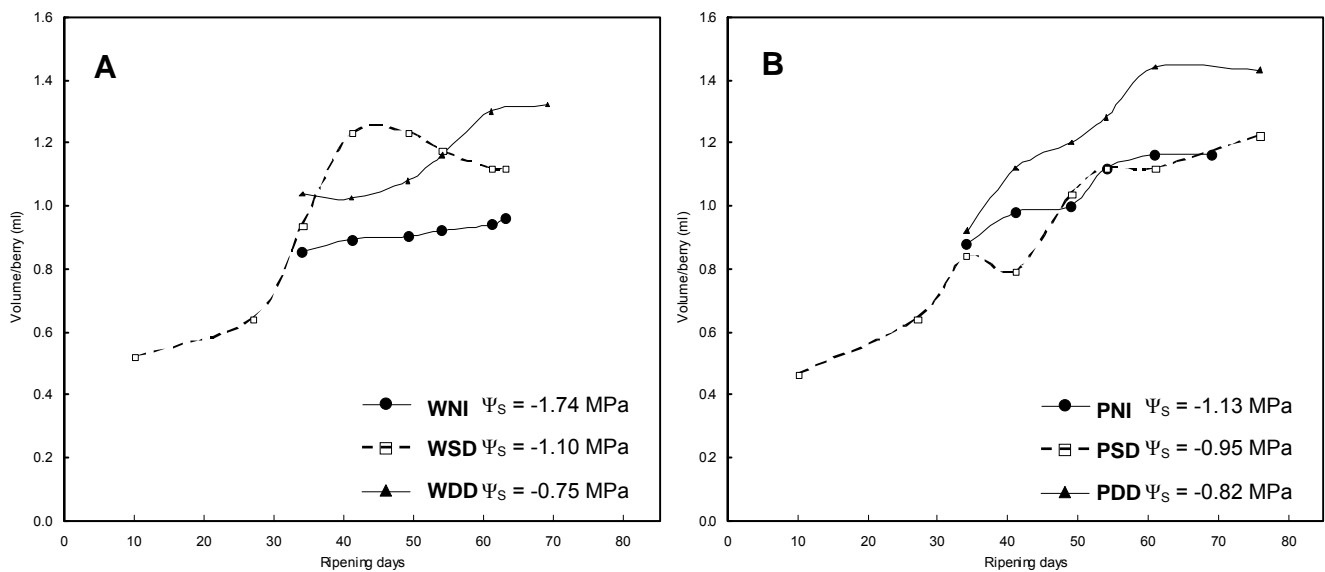 A
Volume/berry (ml)
1.6
1.4
1.2
1.0
0.8
0.6
0.4
0.2
0.0
WNI ΨS = -1.74 MPa
WSD ΨS = -1.10 MPa
WDD ΨS = -0.75 MPa
0 10 20 30 40 50 60 70 80
Ripening days
B
Volume/berry (ml)
1.6
1.4
1.2
1.0
0.8
0.6
0.4
0.2
0.0
PNI ΨS = -1.13 MPa
PSD ΨS = -0.95 MPa
PDD ΨS = -0.82 MPa
0 10 20 30 40 50 60 70 80
Ripening days